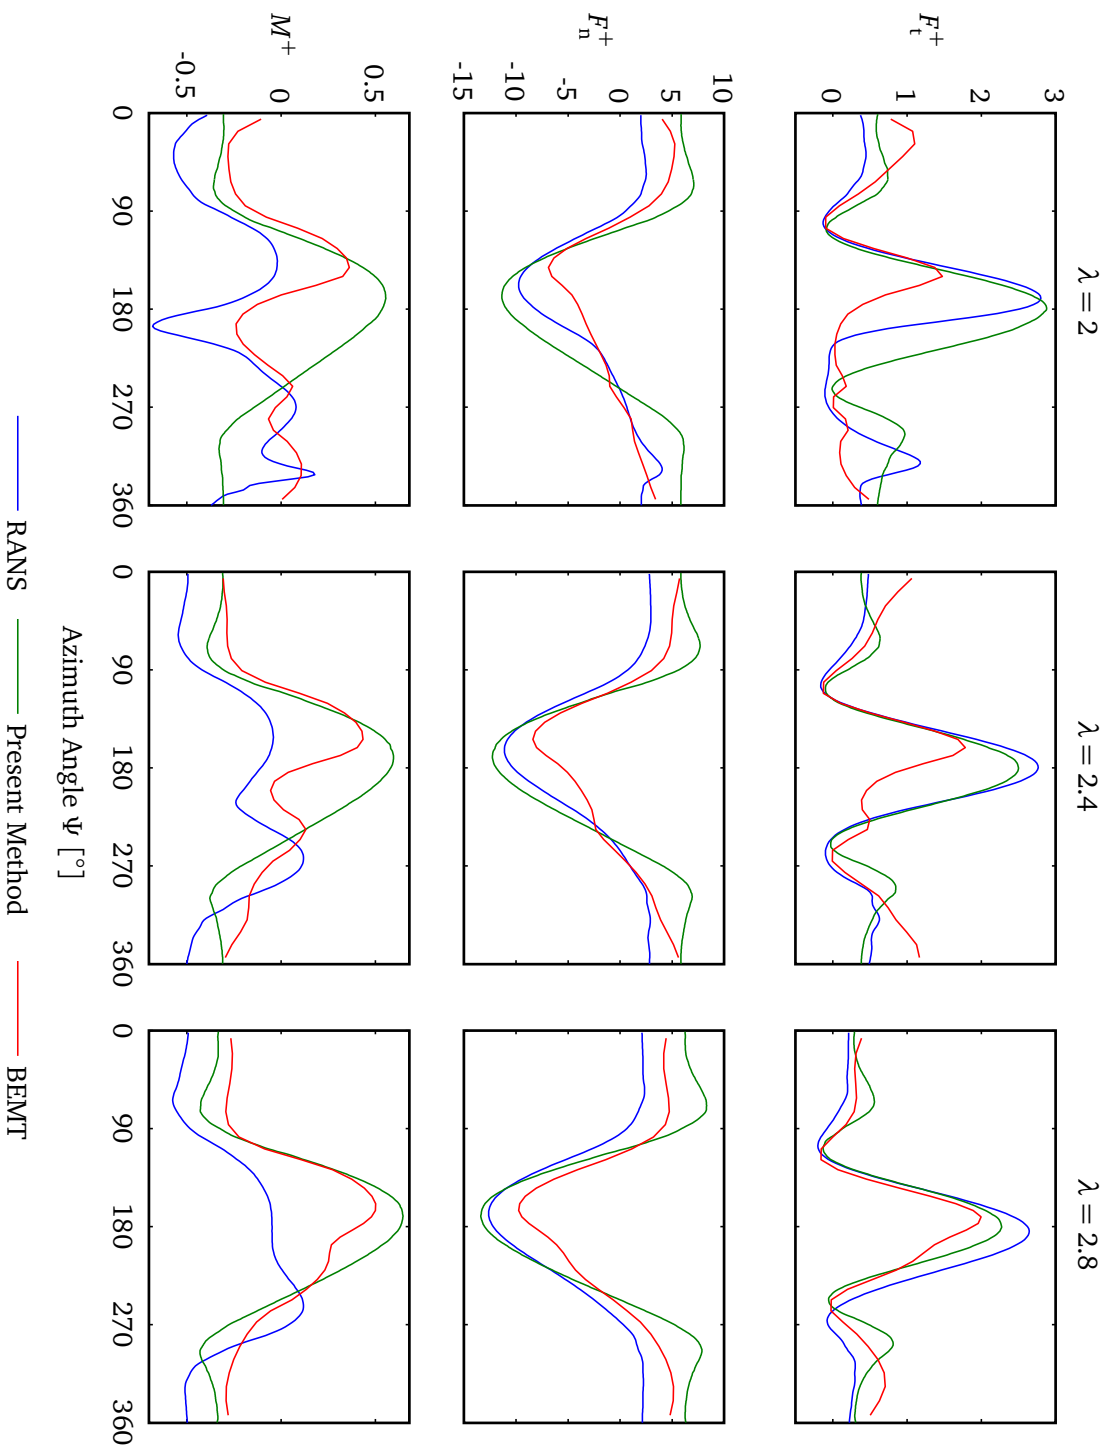 λ = 2
λ = 2.4
λ = 2.8
F_t^+
3
2
1
0
F_n^+
10
5
0
-5
-10
-15
M^+
0.5
0
-0.5
0 90 180 270 360
0 90 180 270 360
0 90 180 270 360
Azimuth Angle Ψ [°]
RANS Present Method BEMT